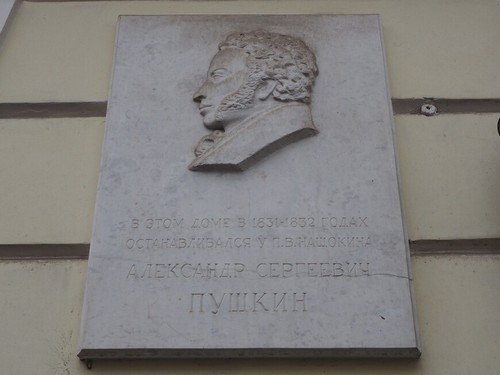 В ЭТОМ ДОМЕ В 1831-1832 ГОДАХ
ОСТАНАВЛИВАЛСЯ У П.В.НАЩОКИНА
АЛЕКСАНДР СЕРГЕЕВИЧ
ПУШКИН